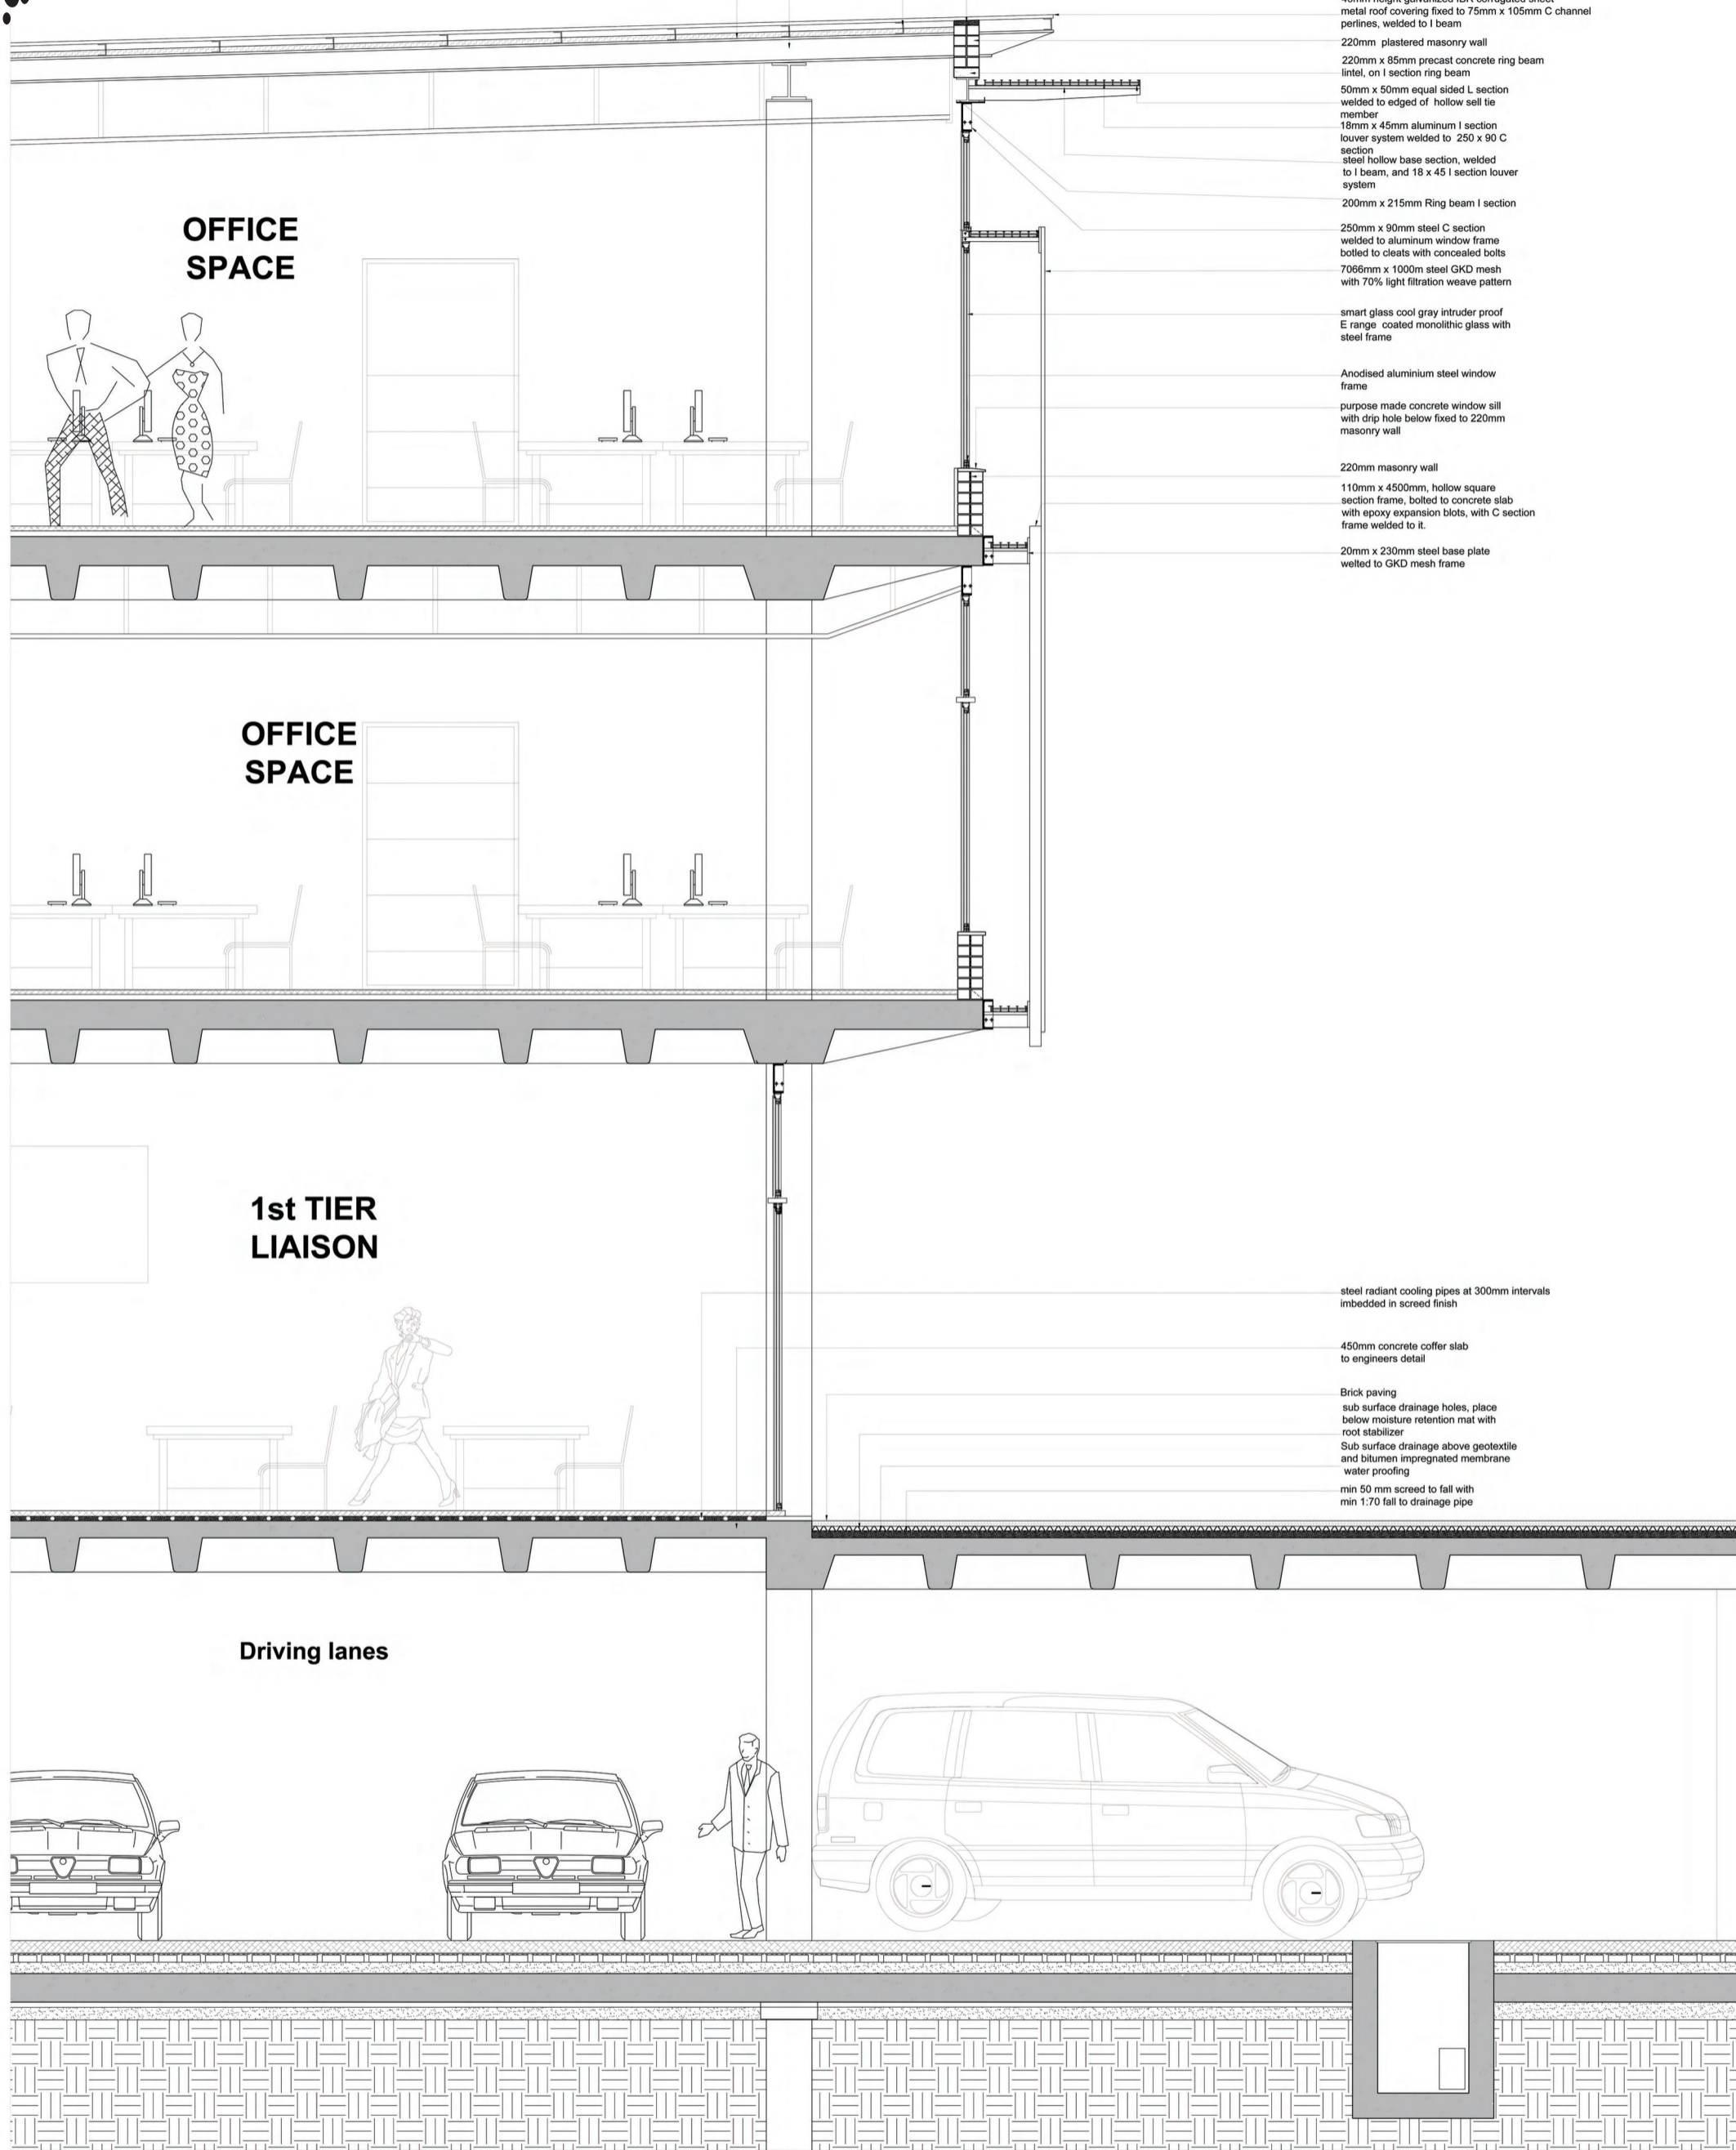 metal roof covering fixed to 75mm x 105mm C channel
perlines, welded to I beam
220mm plastered masonry wall
220mm x 85mm precast concrete ring beam
lintel, on I section ring beam
50mm x 50mm equal sided L section
welded to edged of hollow sell tie
member
18mm x 45mm aluminum I section
louver system welded to 250 x 90 C
section
steel hollow base section, welded
to I beam, and 18 x 45 I section louver
system
200mm x 215mm Ring beam I section
250mm x 90mm steel C section
welded to aluminum window frame
botled to cleats with concealed bolts
7066mm x 1000m steel GKD mesh
with 70% light filtration weave pattern
smart glass cool gray intruder proof
E range coated monolithic glass with
steel frame
Anodised aluminium steel window
frame
purpose made concrete window sill
with drip hole below fixed to 220mm
masonry wall
220mm masonry wall
110mm x 4500mm, hollow square
section frame, bolted to concrete slab
with epoxy expansion blots, with C section
frame welded to it.
20mm x 230mm steel base plate
welted to GKD mesh frame
OFFICE
SPACE
OFFICE
SPACE
1st TIER
LIAISON
steel radiant cooling pipes at 300mm intervals
imbedded in screed finish
450mm concrete coffer slab
to engineers detail
Brick paving
sub surface drainage holes, place
below moisture retention mat with
root stabilizer
Sub surface drainage above geotextile
and bitumen impregnated membrane
water proofing
min 50 mm screed to fall with
min 1:70 fall to drainage pipe
Driving lanes